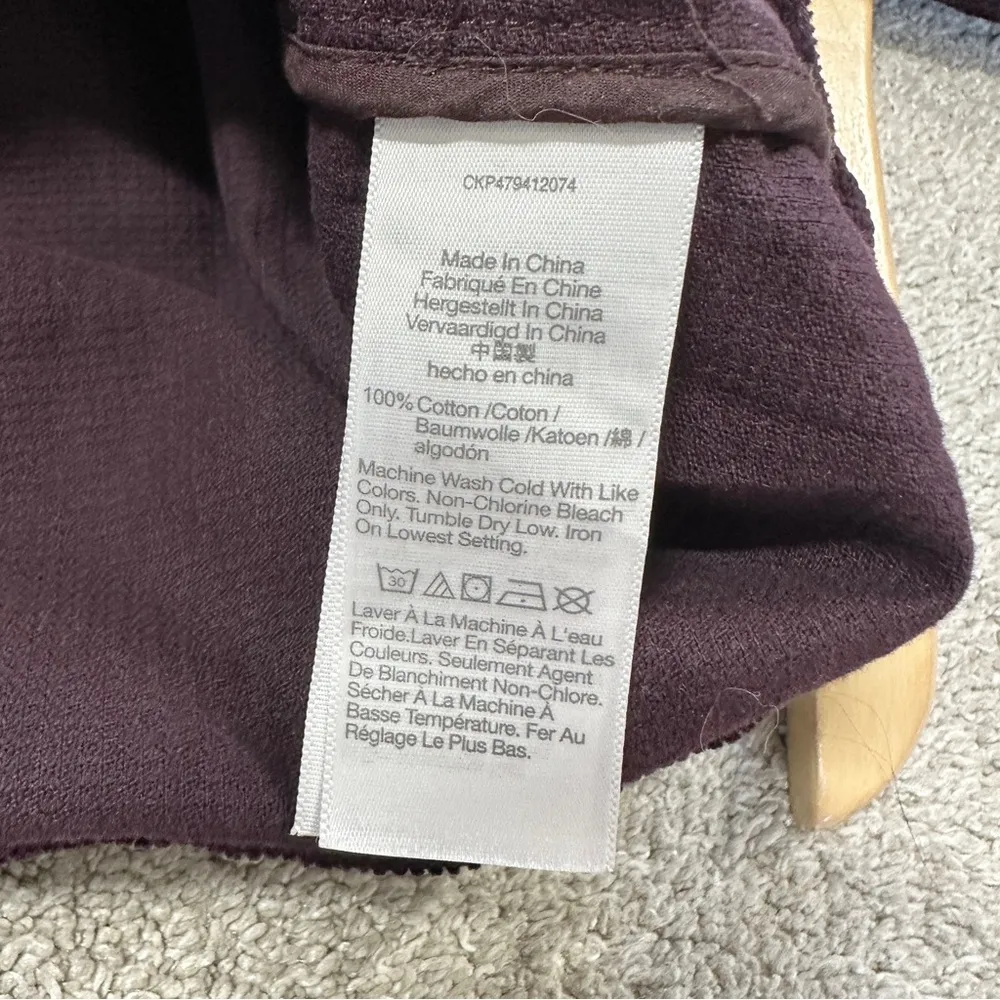 CKP479412074
Made In China
Fabriqué En Chine
Hergestellt In China
Vervaardigd In China
中国製
hecho en china
100% Cotton /Coton /
Baumwolle /Katoen /綿 /
algodón
Machine Wash Cold With Like
Colors. Non-Chlorine Bleach
Only. Tumble Dry Low. Iron
On Lowest Setting.
30
Laver À La Machine À L'eau
Froide.Laver En Séparant Les
Couleurs. Seulement Agent
De Blanchiment Non-Chlore.
Sécher À La Machine À
Basse Température. Fer Au
Réglage Le Plus Bas.